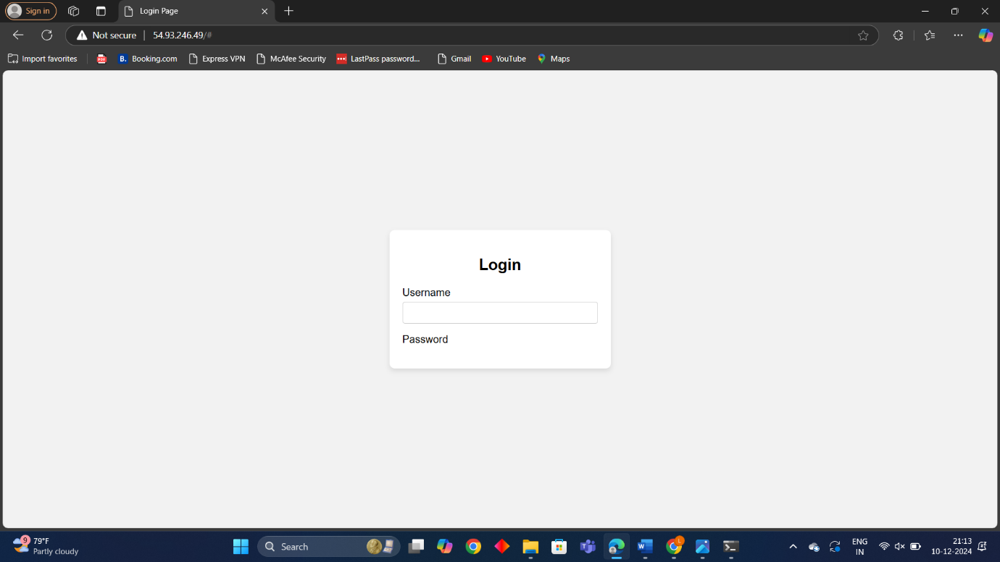 Sign in
Login Page
Not secure
54.93.246.49/#
Import favorites
PDF
B. Booking.com
Express VPN
McAfee Security
LastPass password...
Gmail
YouTube
Maps
Login
Username
Password
9
79°F
Partly cloudy
Search
L
ENG
IN
21:13
10-12-2024